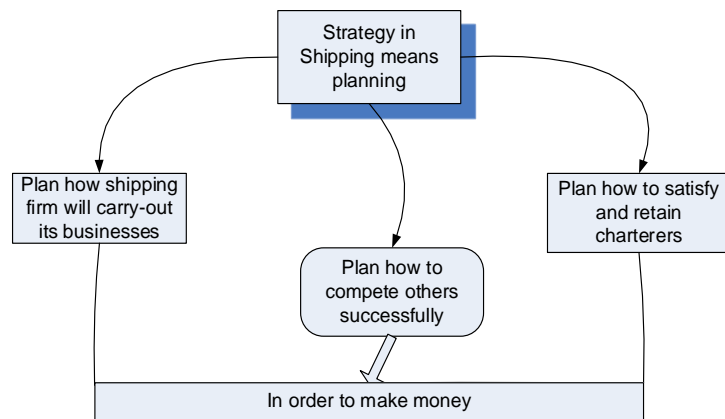 Strategy in
Shipping means
planning
Plan how shipping
firm will carry-out
its businesses
Plan how to
compete others
successfully
Plan how to satisfy
and retain
charterers
In order to make money